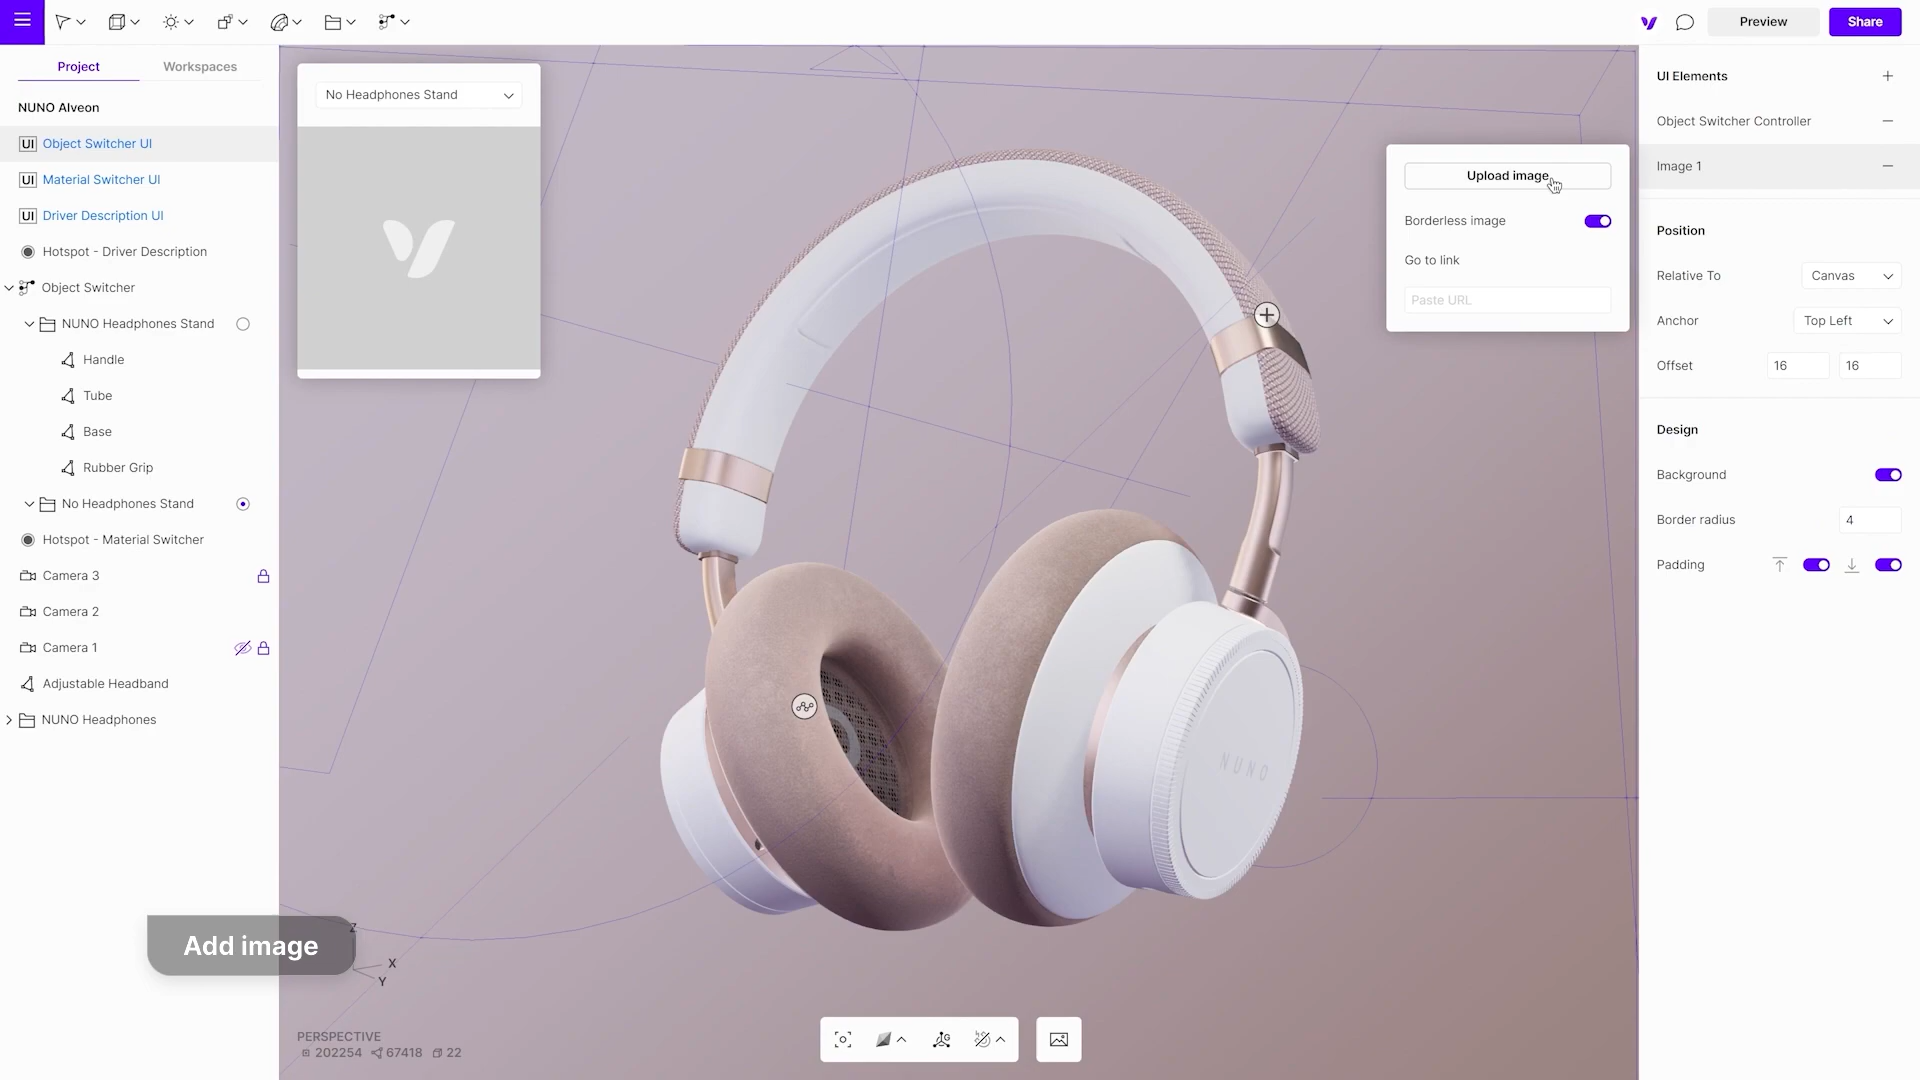 Preview
Share
Project
Workspaces
NUNO Alveon
UI Object Switcher UI
UI Material Switcher UI
UI Driver Description UI
Hotspot - Driver Description
Object Switcher
NUNO Headphones Stand
Handle
Tube
Base
Rubber Grip
No Headphones Stand
Hotspot - Material Switcher
Camera 3
Camera 2
Camera 1
Adjustable Headband
NUNO Headphones
No Headphones Stand
Upload image
Borderless image
Go to link
Paste URL
NUNO
Add image
Z
X
Y
PERSPECTIVE
202254 67418 22
UI Elements
Object Switcher Controller
Image 1
Position
Relative To Canvas
Anchor Top Left
Offset 16 16
Design
Background
Border radius 4
Padding